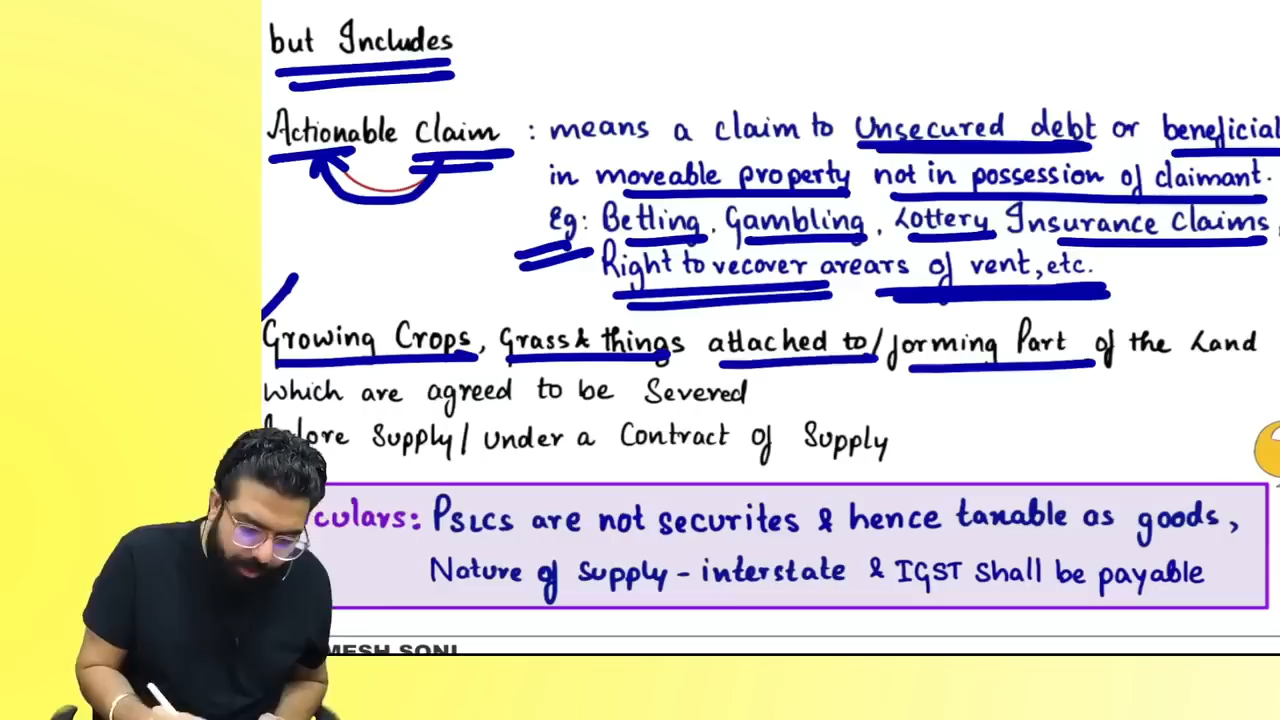 but Includes
Actionable Claim : means a claim to Unsecured debt or beneficial
in moveable property not in possession of claimant.
Eg: Betting, Gambling, Lottery Insurance Claims,
Right to recover arears of vent, etc.
Growing Crops, Grass & things attached to/forming Part of the Land
which are agreed to be Severed
Supply/ under a Contract of Supply
PSLCS are not securites & hence taxable as goods,
Nature of Supply - interstate & IGST Shall be payable
SONI